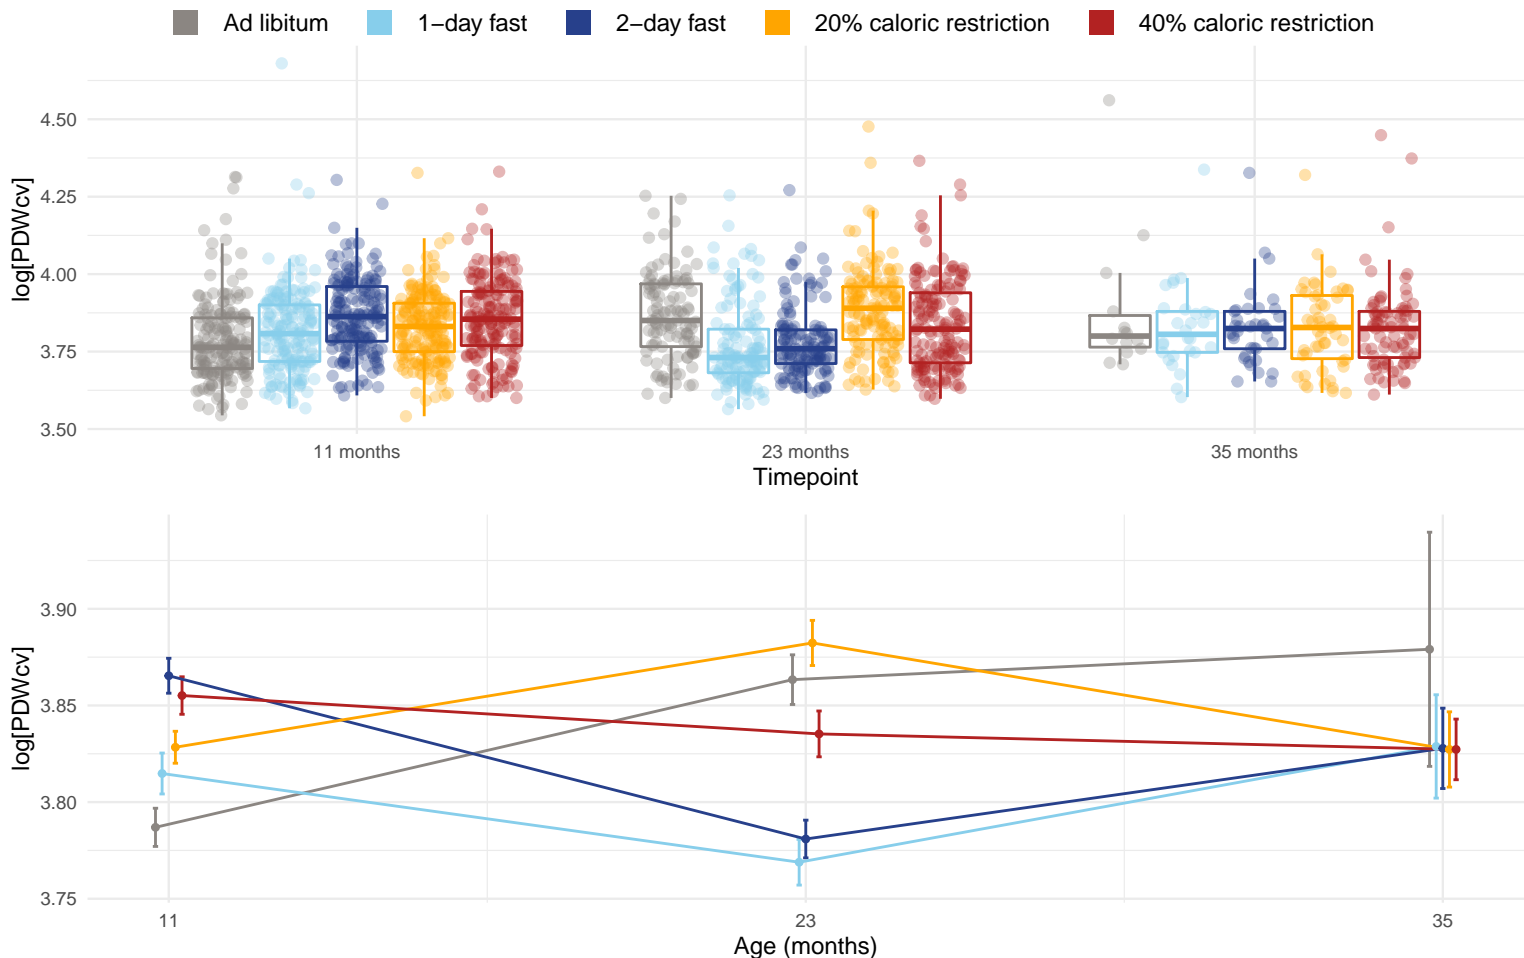 Ad libitum 1−day fast 2−day fast 20% caloric restriction 40% caloric restriction
log[PDWcv]
4.50
4.25
4.00
3.75
3.50
11 months 23 months 35 months
Timepoint
log[PDWcv]
3.90
3.85
3.80
3.75
11 23 35
Age (months)